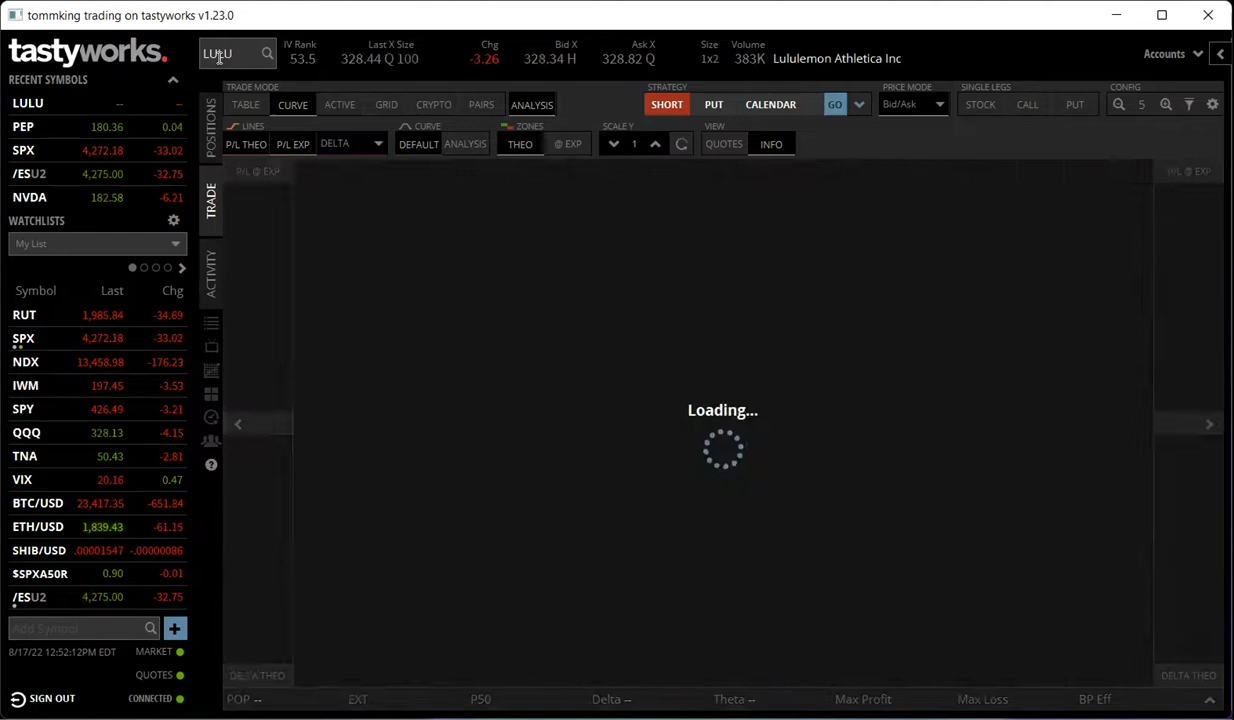 tommking trading on tastyworks v1.23.0
tastyworks.
LULU
IV Rank
53.5
Last X Size
328.44 Q 100
Chg
-3.26
Bid X
328.34 H
Ask X
328.82 Q
Size
1x2
Volume
383K
Lululemon Athletica Inc
Accounts
RECENT SYMBOLS
LULU -- --
PEP 180.36 0.04
SPX 4,272.18 -33.02
/ESU2 4,275.00 -32.75
NVDA 182.58 -6.21
WATCHLISTS
My List
Symbol Last Chg
RUT 1,985.84 -34.69
SPX 4,272.18 -33.02
NDX 13,458.98 -176.23
IWM 197.45 -3.53
SPY 426.49 -3.21
QQQ 328.13 -4.15
TNA 50.43 -2.81
VIX 20.16 0.47
BTC/USD 23,417.35 -651.84
ETH/USD 1,839.43 -61.15
SHIB/USD .00001547 -.00000086
$SPXA50R 0.90 -0.01
/ESU2 4,275.00 -32.75
Add Symbol
8/17/22 12:52:12PM EDT
MARKET
QUOTES
SIGN OUT
CONNECTED
POSITIONS
TRADE
ACTIVITY
TRADE MODE
TABLE CURVE ACTIVE GRID CRYPTO PAIRS ANALYSIS
STRATEGY
SHORT PUT CALENDAR GO
PRICE MODE
Bid/Ask
SINGLE LEGS
STOCK CALL PUT
CONFIG
5
LINES
P/L THEO P/L EXP DELTA
CURVE
DEFAULT ANALYSIS
ZONES
THEO @ EXP
SCALE Y
1
VIEW
QUOTES INFO
P/L @ EXP
P/L @ EXP
Loading...
DELTA THEO
DELTA THEO
POP -- EXT P50 Delta -- Theta -- Max Profit Max Loss BP Eff